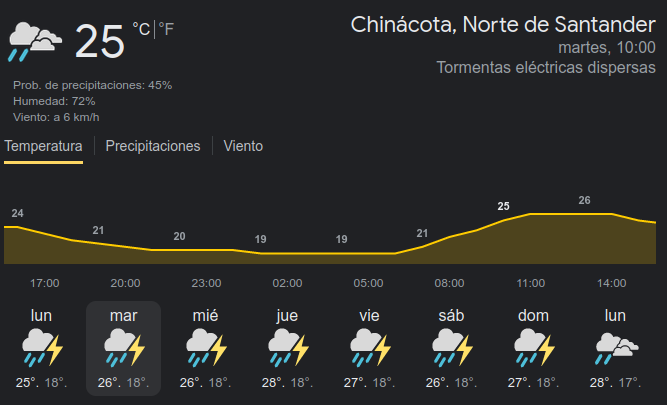 25 °C | °F
Prob. de precipitaciones: 45%
Humedad: 72%
Viento: a 6 km/h
Chinácota, Norte de Santander
martes, 10:00
Tormentas eléctricas dispersas
Temperatura | Precipitaciones | Viento
24 21 20 19 19 21 25 26
17:00 20:00 23:00 02:00 05:00 08:00 11:00 14:00
lun mar mié jue vie sáb dom lun
25°. 18°. 26°. 18°. 26°. 18°. 28°. 18°. 27°. 18°. 26°. 18°. 27°. 18°. 28°. 17°.